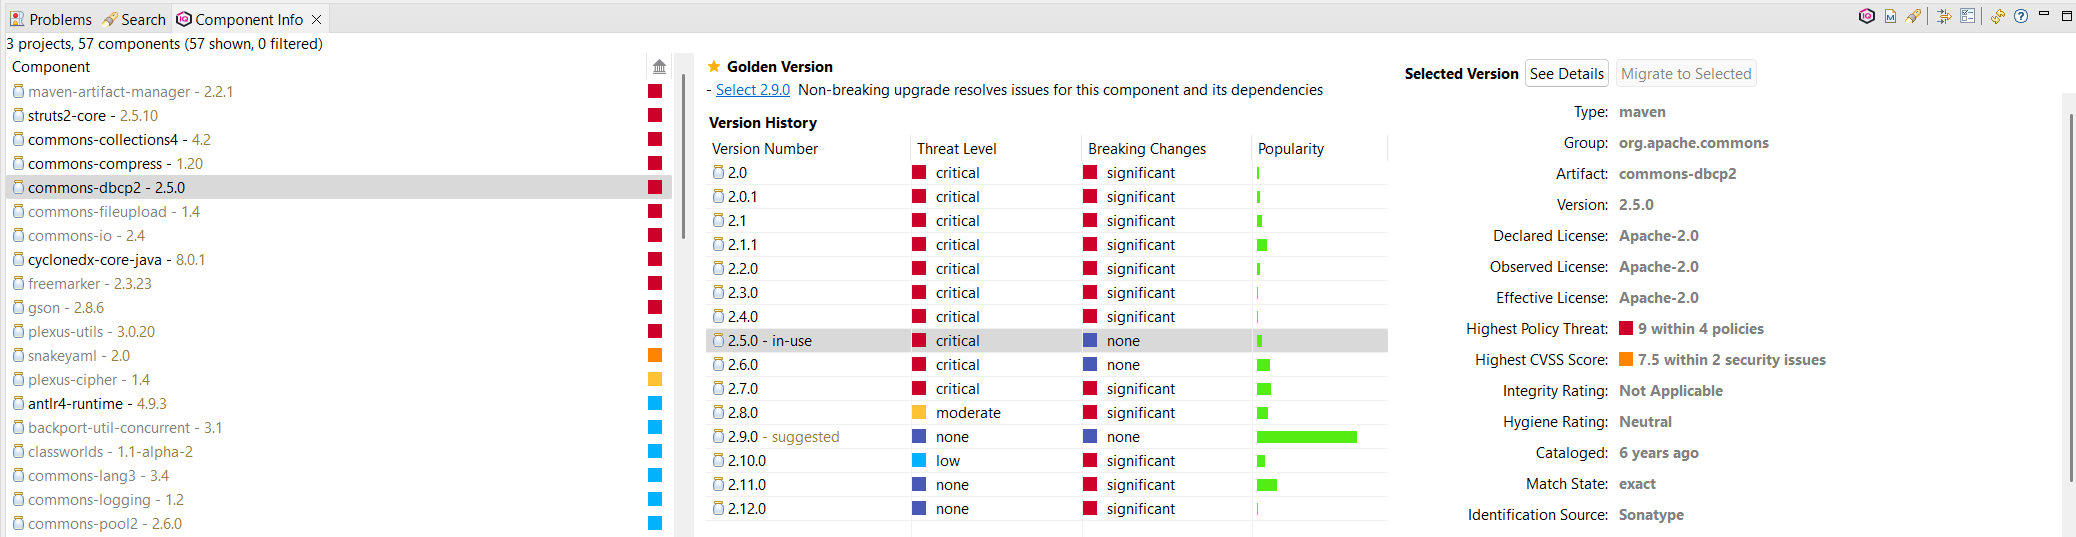 Problems Search Component Info
3 projects, 57 components (57 shown, 0 filtered)
Component
maven-artifact-manager - 2.2.1
struts2-core - 2.5.10
commons-collections4 - 4.2
commons-compress - 1.20
commons-dbcp2 - 2.5.0
commons-fileupload - 1.4
commons-io - 2.4
cyclonedx-core-java - 8.0.1
freemarker - 2.3.23
gson - 2.8.6
plexus-utils - 3.0.20
snakeyaml - 2.0
plexus-cipher - 1.4
antlr4-runtime - 4.9.3
backport-util-concurrent - 3.1
classworlds - 1.1-alpha-2
commons-lang3 - 3.4
commons-logging - 1.2
commons-pool2 - 2.6.0
Golden Version
- Select 2.9.0 Non-breaking upgrade resolves issues for this component and its dependencies
Version History
Version Number Threat Level Breaking Changes Popularity
2.0 critical significant
2.0.1 critical significant
2.1 critical significant
2.1.1 critical significant
2.2.0 critical significant
2.3.0 critical significant
2.4.0 critical significant
2.5.0 - in-use critical none
2.6.0 critical none
2.7.0 critical significant
2.8.0 moderate significant
2.9.0 - suggested none none
2.10.0 low significant
2.11.0 none significant
2.12.0 none significant
Selected Version See Details Migrate to Selected
Type: maven
Group: org.apache.commons
Artifact: commons-dbcp2
Version: 2.5.0
Declared License: Apache-2.0
Observed License: Apache-2.0
Effective License: Apache-2.0
Highest Policy Threat: 9 within 4 policies
Highest CVSS Score: 7.5 within 2 security issues
Integrity Rating: Not Applicable
Hygiene Rating: Neutral
Cataloged: 6 years ago
Match State: exact
Identification Source: Sonatype